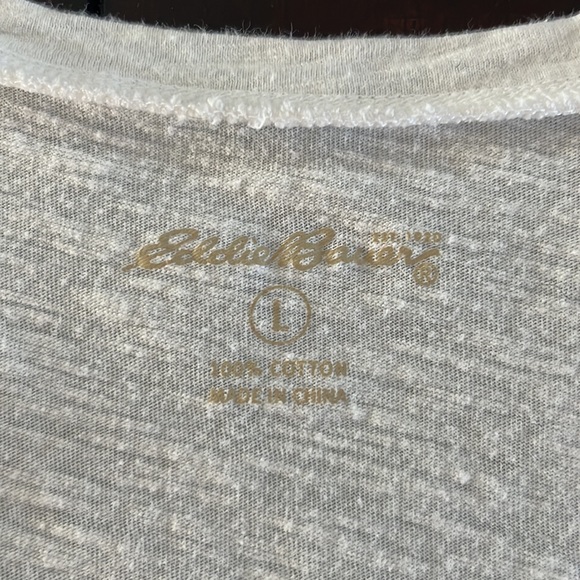 EST. 1920
Eddie Bauer®
L
100% COTTON
MADE IN CHINA